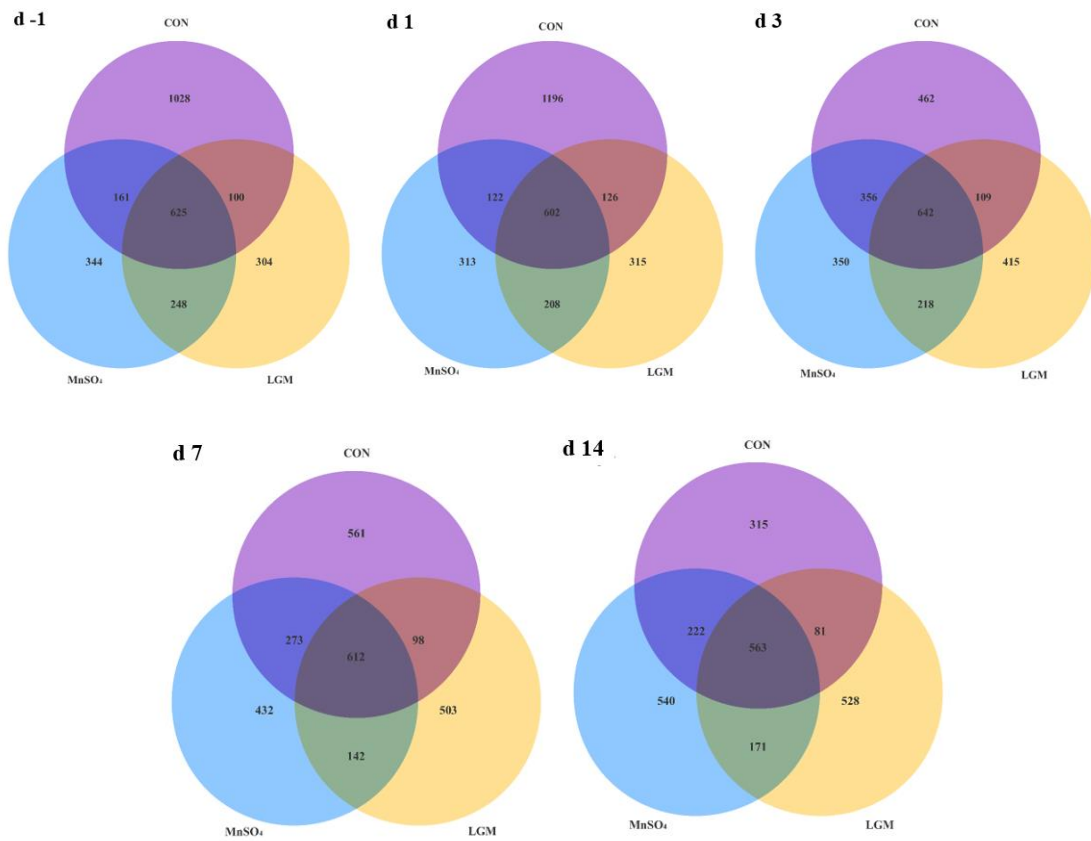 d -1
CON
1028
161
100
625
344
304
248
MnSO₄
LGM
d 1
CON
1196
122
126
602
313
315
208
MnSO₄
LGM
d 3
CON
462
356
109
642
350
415
218
MnSO₄
LGM
d 7
CON
561
273
98
612
432
503
142
MnSO₄
LGM
d 14
CON
315
222
81
563
540
528
171
MnSO₄
LGM